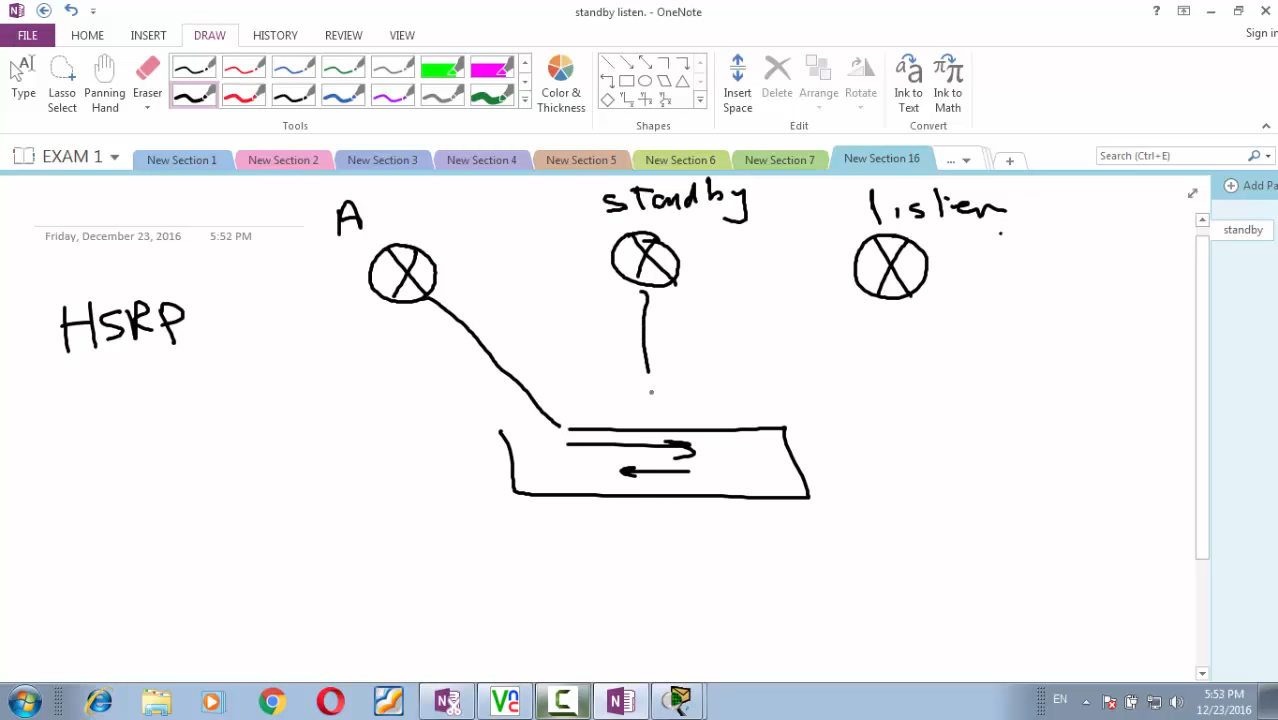 standby listen. - OneNote
?
Sign in
FILE HOME INSERT DRAW HISTORY REVIEW VIEW
Type
Lasso Select
Panning Hand
Eraser
Color & Thickness
Insert Space
Delete
Arrange
Rotate
Ink to Text
Ink to Math
Tools
Shapes
Edit
Convert
EXAM 1
New Section 1 New Section 2 New Section 3 New Section 4 New Section 5 New Section 6 New Section 7 New Section 16 ... +
Search (Ctrl+E)
Add Pa
standby
Friday, December 23, 2016 5:52 PM
A
standby
listen
HSRP
EN
5:53 PM
12/23/2016